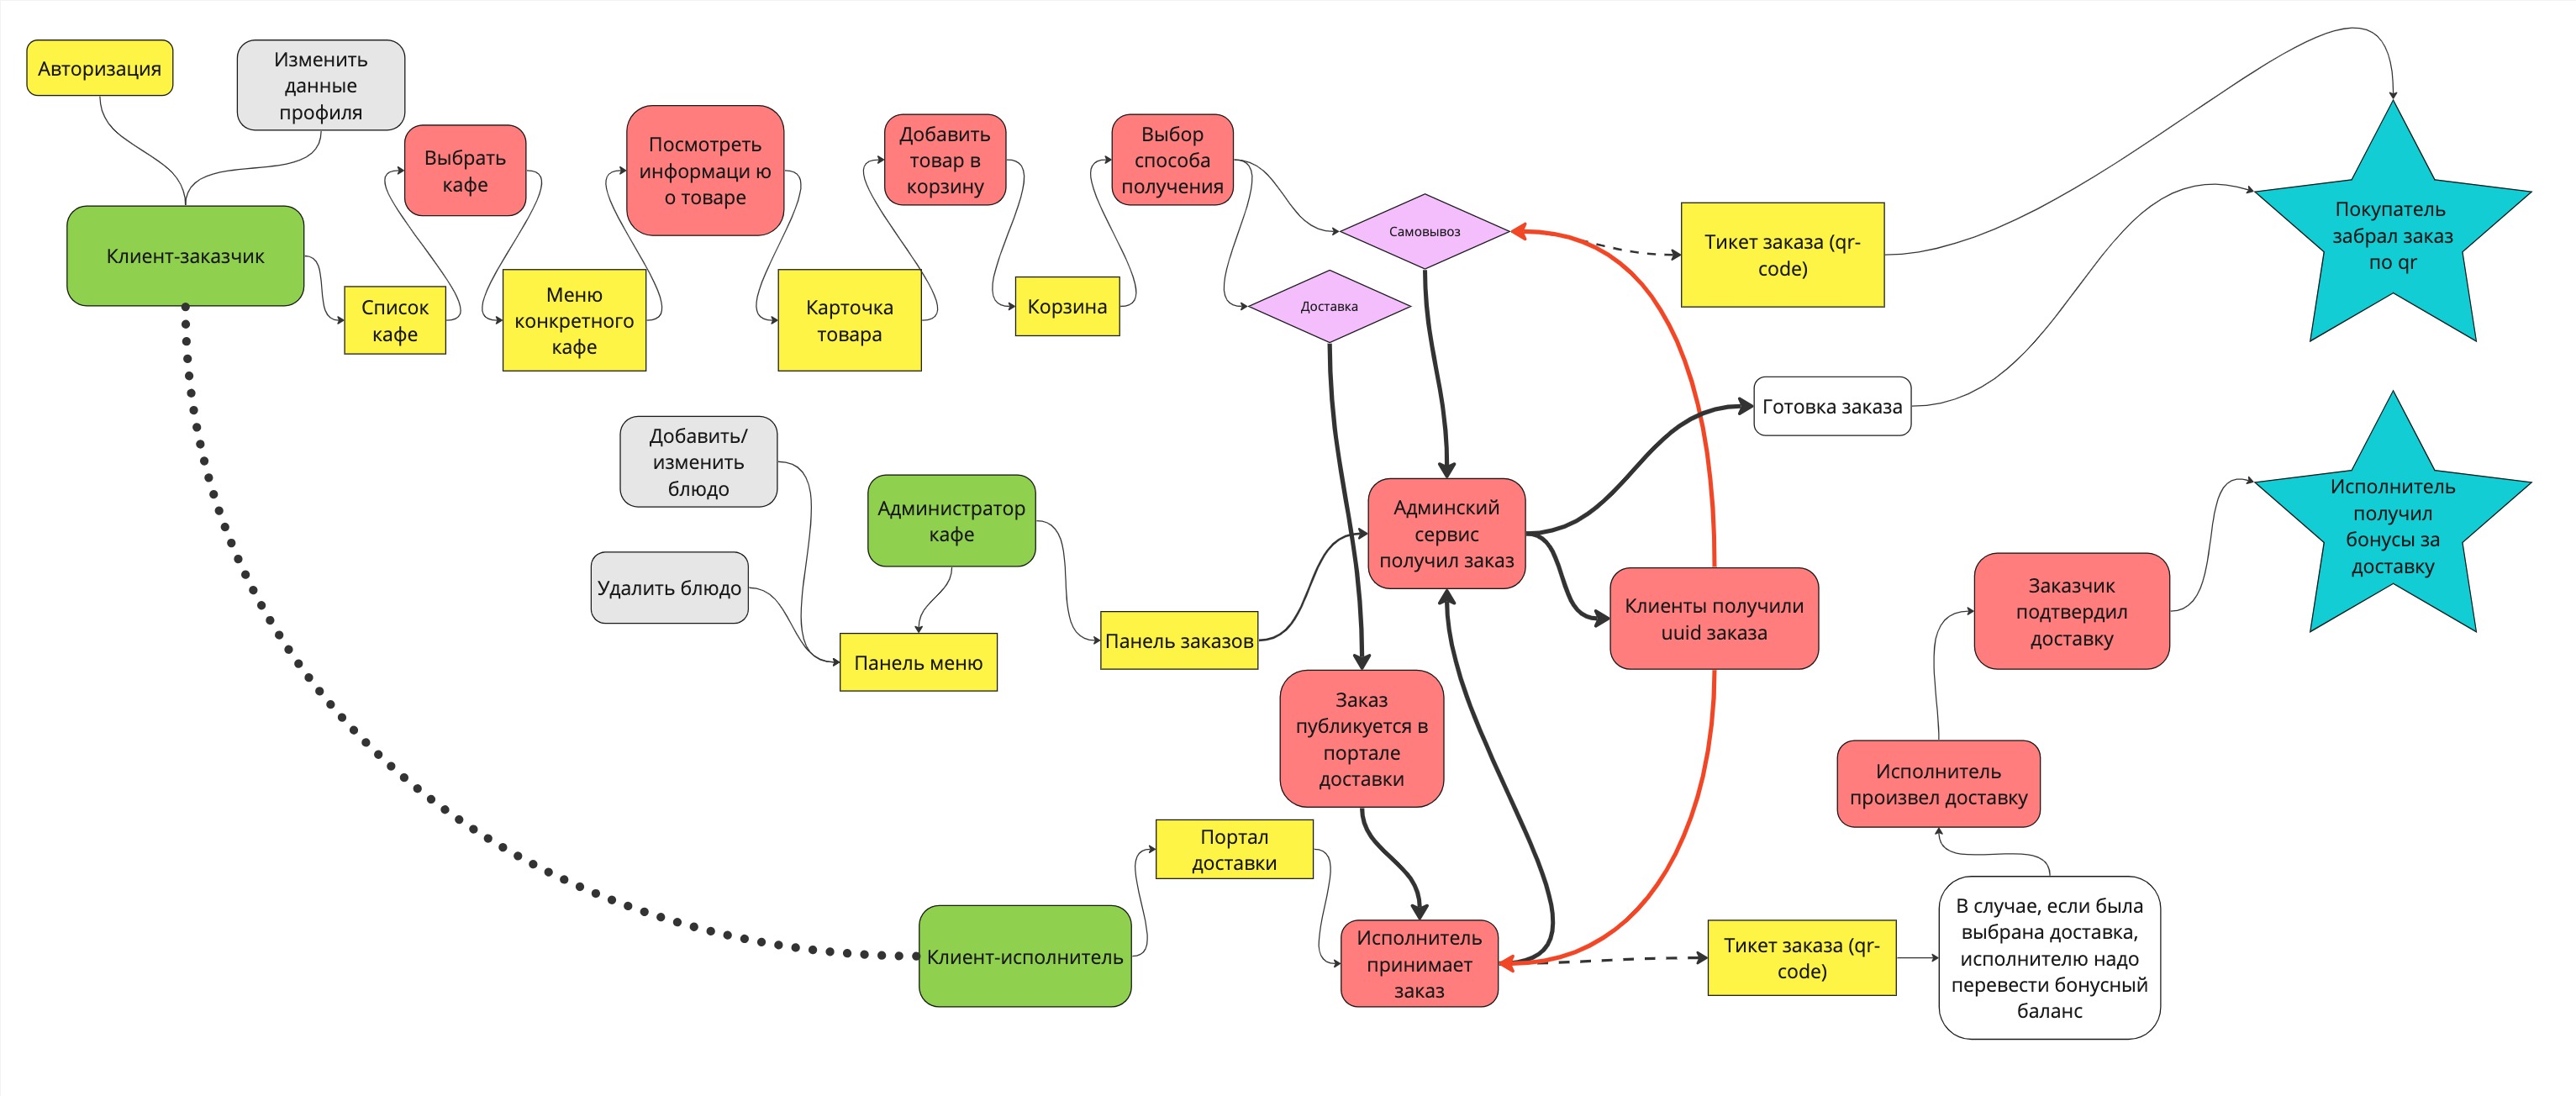 Авторизация
Изменить
данные
профиля
Клиент-заказчик
Список
кафе
Выбрать
кафе
Меню
конкретного
кафе
Посмотреть
информаци ю
о товаре
Карточка
товара
Добавить
товар в
корзину
Корзина
Выбор
способа
получения
Самовывоз
Доставка
Тикет заказа (qr-
code)
Покупатель
забрал заказ
по qr
Готовка заказа
Добавить/
изменить
блюдо
Удалить блюдо
Администратор
кафе
Панель меню
Панель заказов
Админский
сервис
получил заказ
Клиенты получили
uuid заказа
Заказчик
подтвердил
доставку
Исполнитель
получил
бонусы за
доставку
Заказ
публикуется в
портале
доставки
Исполнитель
произвел доставку
Портал
доставки
Клиент-исполнитель
Исполнитель
принимает
заказ
Тикет заказа (qr-
code)
В случае, если была
выбрана доставка,
исполнителю надо
перевести бонусный
баланс